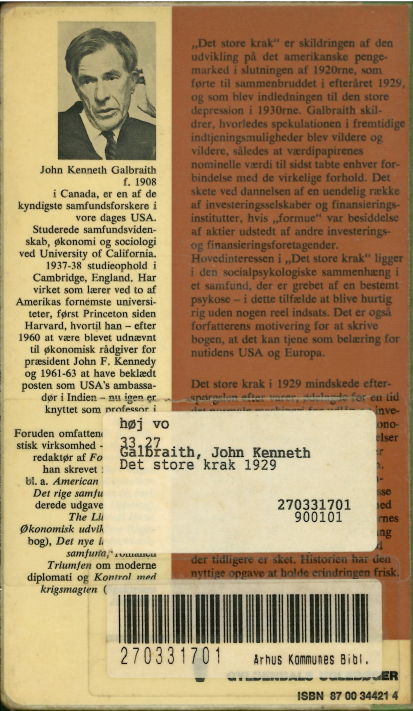 John Kenneth Galbraith
f. 1908
i Canada, er en af de
kyndigste samfundsforskere i
vore dages USA.
Studerede samfundsviden-
skab, økonomi og sociologi
ved University of California.
1937-38 studieophold i
Cambridge, England. Har
virket som lærer ved to af
Amerikas fornemste universi-
teter, først Princeton siden
Harvard, hvortil han – efter
1960 at være blevet udnævnt
til økonomisk rådgiver for
præsident John F. Kennedy
og 1961-63 at have beklædt
posten som USA's ambassa-
dør i Indien – nu igen er
knyttet som professor i
Foruden omfattende
stisk virksomhed –
redaktør af
han skrevet
bl. a. American
Det rige samfu
derede udgave
The
Økonomisk udvik
bog), Det nye
samfund, romanen
Triumfen om moderne
diplomati og Kontrol med
krigsmagten (
„Det store krak" er skildringen af den
udvikling på det amerikanske penge-
marked i slutningen af 1920rne, som
førte til sammenbruddet i efteråret 1929,
og som blev indledningen til den store
depression i 1930rne. Galbraith skil-
drer, hvorledes spekulationen i fremtidige
indtjeningsmuligheder blev vildere og
vildere, således at værdipapirenes
nominelle værdi til sidst tabte enhver for-
bindelse med de virkelige forhold. Det
skete ved dannelsen af en uendelig række
af investeringsselskaber og finansierings-
institutter, hvis „formue" var besiddelse
af aktier udstedt af andre investerings-
og finansieringsforetagender.
Hovedinteressen i „Det store krak" ligger
i den socialpsykologiske sammenhæng i
et samfund, der er grebet af en bestemt
psykose – i dette tilfælde at blive hurtig
rig uden nogen reel indsats. Det er også
forfatterens motivering for at skrive
bogen, at det kan tjene som belæring for
nutidens USA og Europa.
Det store krak i 1929 mindskede efter-
spørgslen efter varer, ødelagde for en tid
der tidligere er sket. Historien har den
nyttige opgave at holde erindringen frisk.
høj vo
33.27
Galbraith, John Kenneth
Det store krak 1929
270331701
900101
270331701
Århus Kommunes Bibl.
GYLDENDALS UGLEBØGER
ISBN 87 00 34421 4